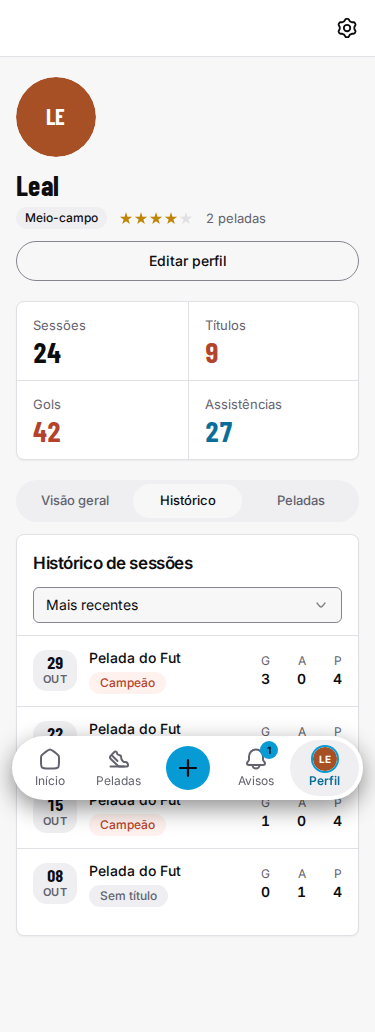 LE
Leal
Meio-campo 2 peladas
Editar perfil
Sessões Títulos
24 9
Gols Assistências
42 27
Visão geral Histórico Peladas
Histórico de sessões
Mais recentes
29 OUT Pelada do Fut Campeão G 3 A 0 P 4
22 Pelada do Fut G A P
1
LE
Início Peladas Avisos Perfil
15 OUT Campeão 1 0 4
08 OUT Pelada do Fut Sem título G 0 A 1 P 4